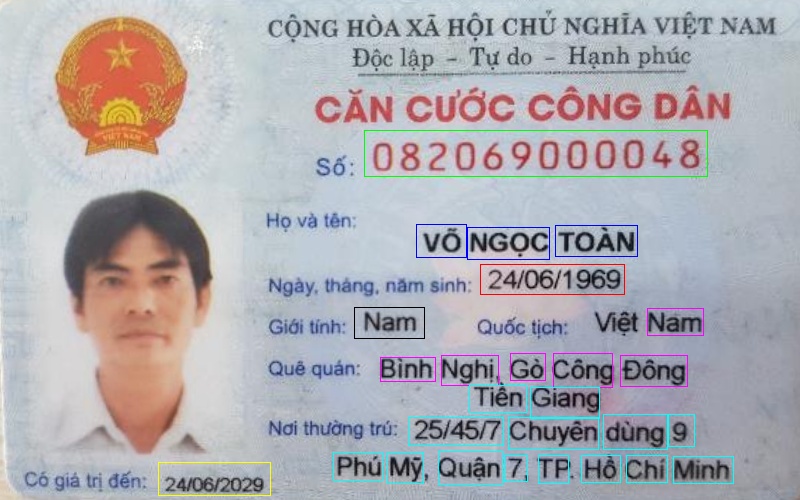 CỘNG HÒA XÃ HỘI CHỦ NGHĨA VIỆT NAM
Độc lập - Tự do - Hạnh phúc
CĂN CƯỚC CÔNG DÂN
Số: 082069000048
Họ và tên:
VÕ NGỌC TOÀN
Ngày, tháng, năm sinh: 24/06/1969
Giới tính: Nam Quốc tịch: Việt Nam
Quê quán: Bình Nghị, Gò Công Đông
Tiền Giang
Nơi thường trú: 25/45/7 Chuyên dùng 9
Phú Mỹ, Quận 7, TP. Hồ Chí Minh
Có giá trị đến: 24/06/2029